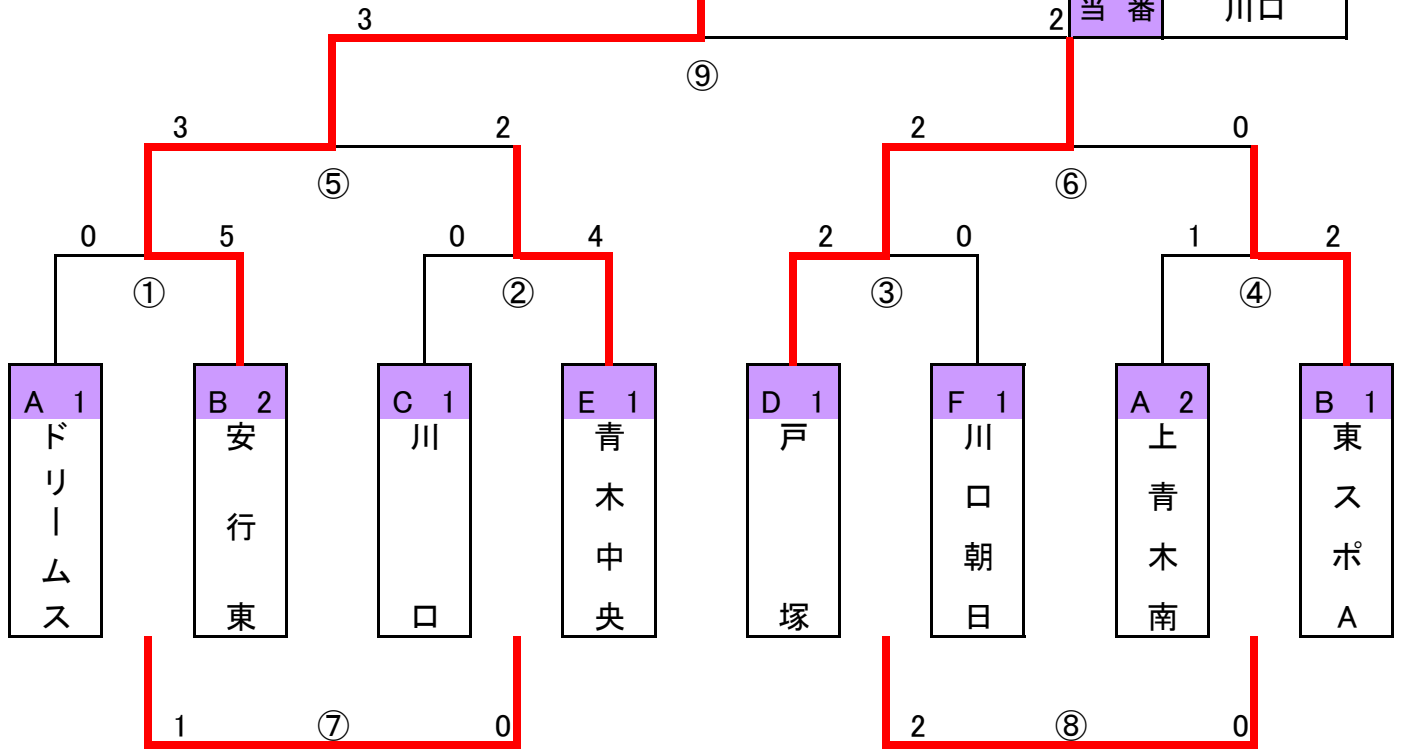 当 番 川口
3 2
⑨
3 2 2 0
⑤ ⑥
0 5 0 4 2 0 1 2
① ② ③ ④
A 1 B 2 C 1 E 1 D 1 F 1 A 2 B 1
ドリームス
安行東
川口
青木中央
戸塚
川口朝日
上青木南
東スポA
1 ⑦ 0 2 ⑧ 0